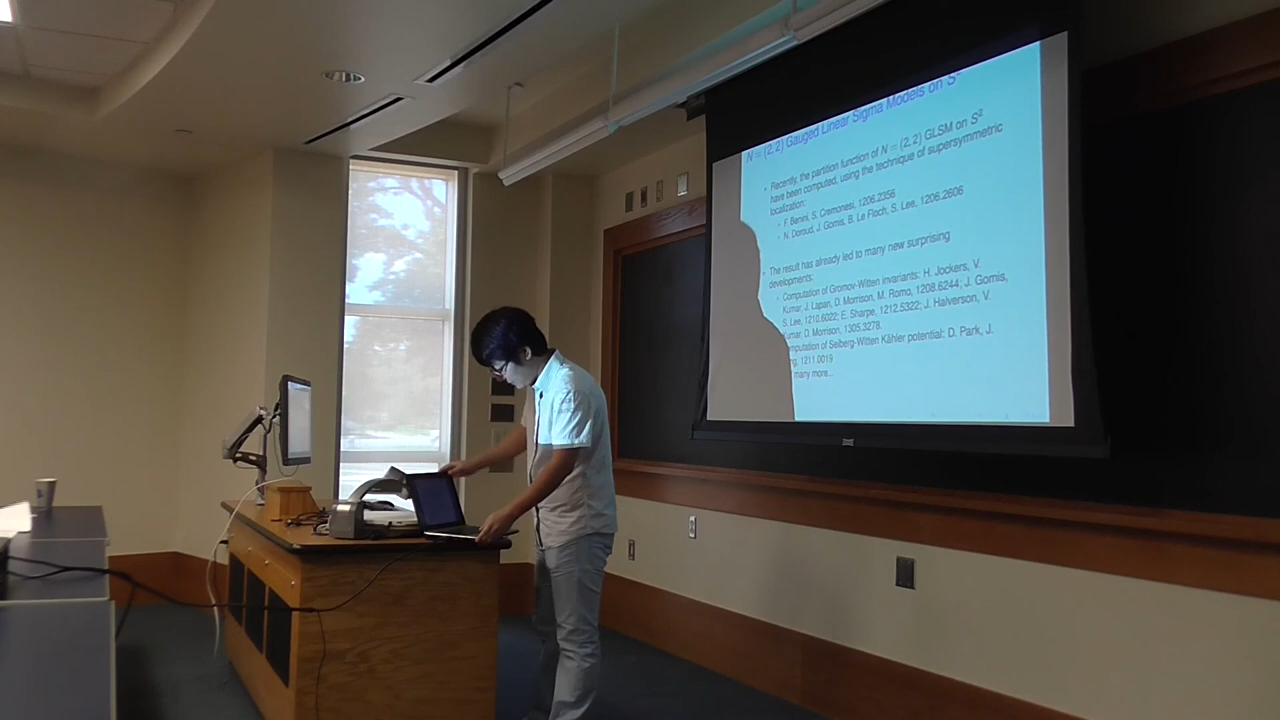 N = (2, 2) Gauged Linear Sigma Models on S²
Recently, the partition function of N = (2, 2) GLSM on S²
have been computed, using the technique of supersymmetric
localization:
F. Benini, S. Cremonesi, 1206.2356
N. Doroud, J. Gomis, B. Le Floch, S. Lee, 1206.2606
The result has already led to many new surprising
developments:
Computation of Gromov-Witten invariants: H. Jockers, V.
Kumar, J. Lapan, D. Morrison, M. Romo, 1208.6244; J. Gomis,
S. Lee, 1210.6022; E. Sharpe, 1212.5322; J. Halverson, V.
Kumar, D. Morrison, 1305.3278.
omputation of Seiberg-Witten Kähler potential: D. Park, J.
ng, 1211.0019
many more...